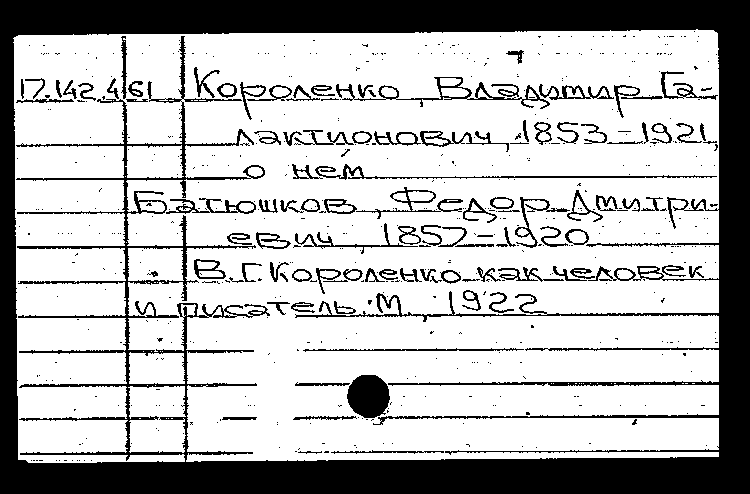 17.142.4.61 Короленко, Владимир Га-
лактионович, 1853-1921,
о нем
Батюшков, Федор Дмитри-
евич, 1857-1920
В.Г. Короленко как человек
и писатель. М., 1922